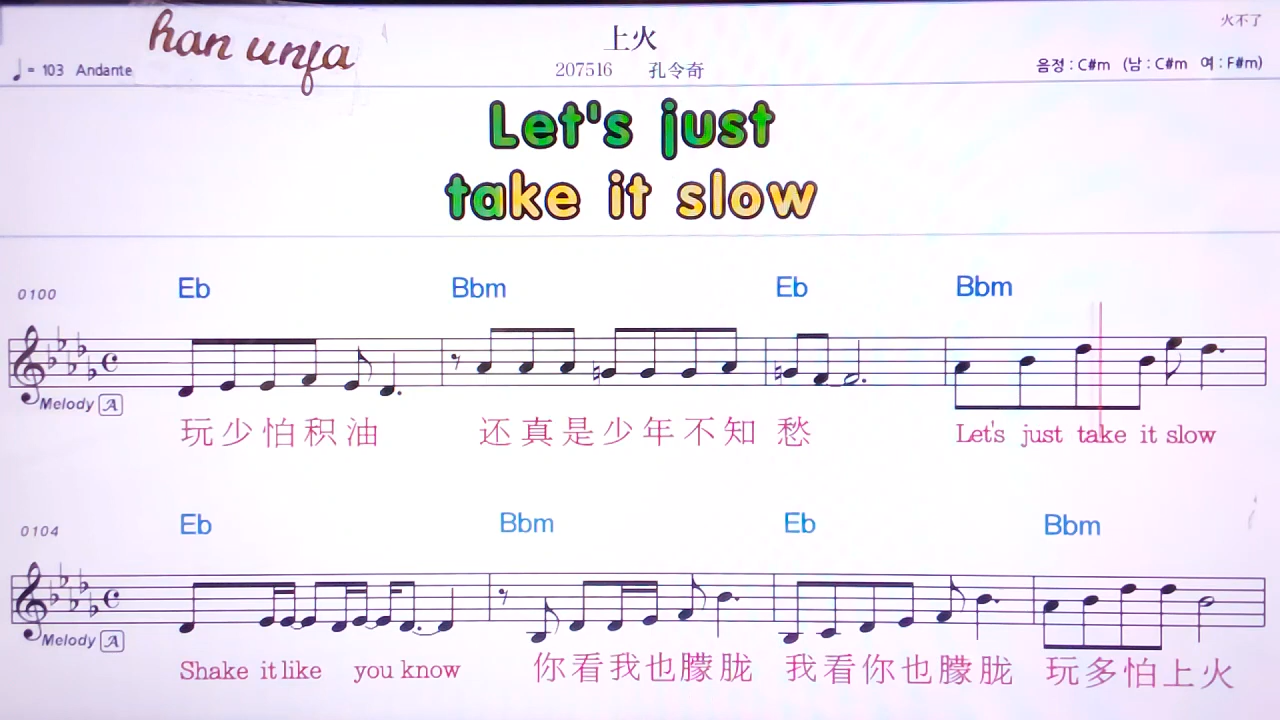 han unfa
上火
火不了
♩= 103 Andante
207516 孔令奇
음정 : C#m (남 : C#m 여 : F#m)
Let's just
take it slow
0100 Eb Bbm Eb Bbm
Melody A
玩少怕积油 还真是少年不知 愁 Let's just take it slow
0104 Eb Bbm Eb Bbm
Melody A
Shake it like you know 你看我也朦胧 我看你也朦胧 玩多怕上火